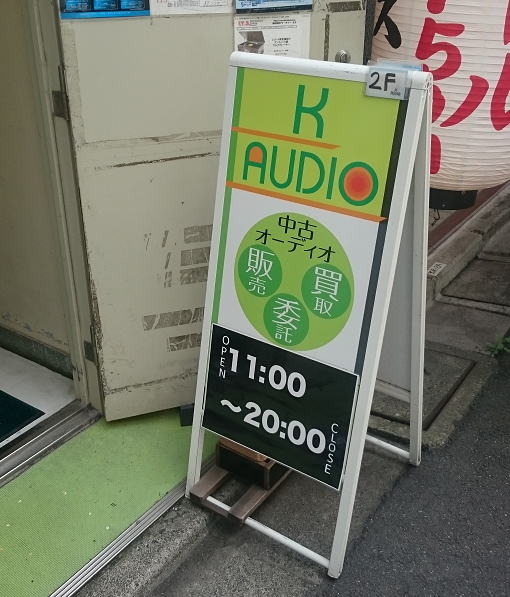 2F
K
AUDIO
中古
オーディオ
販売
買取
委託
OPEN
11:00
～20:00
CLOSE